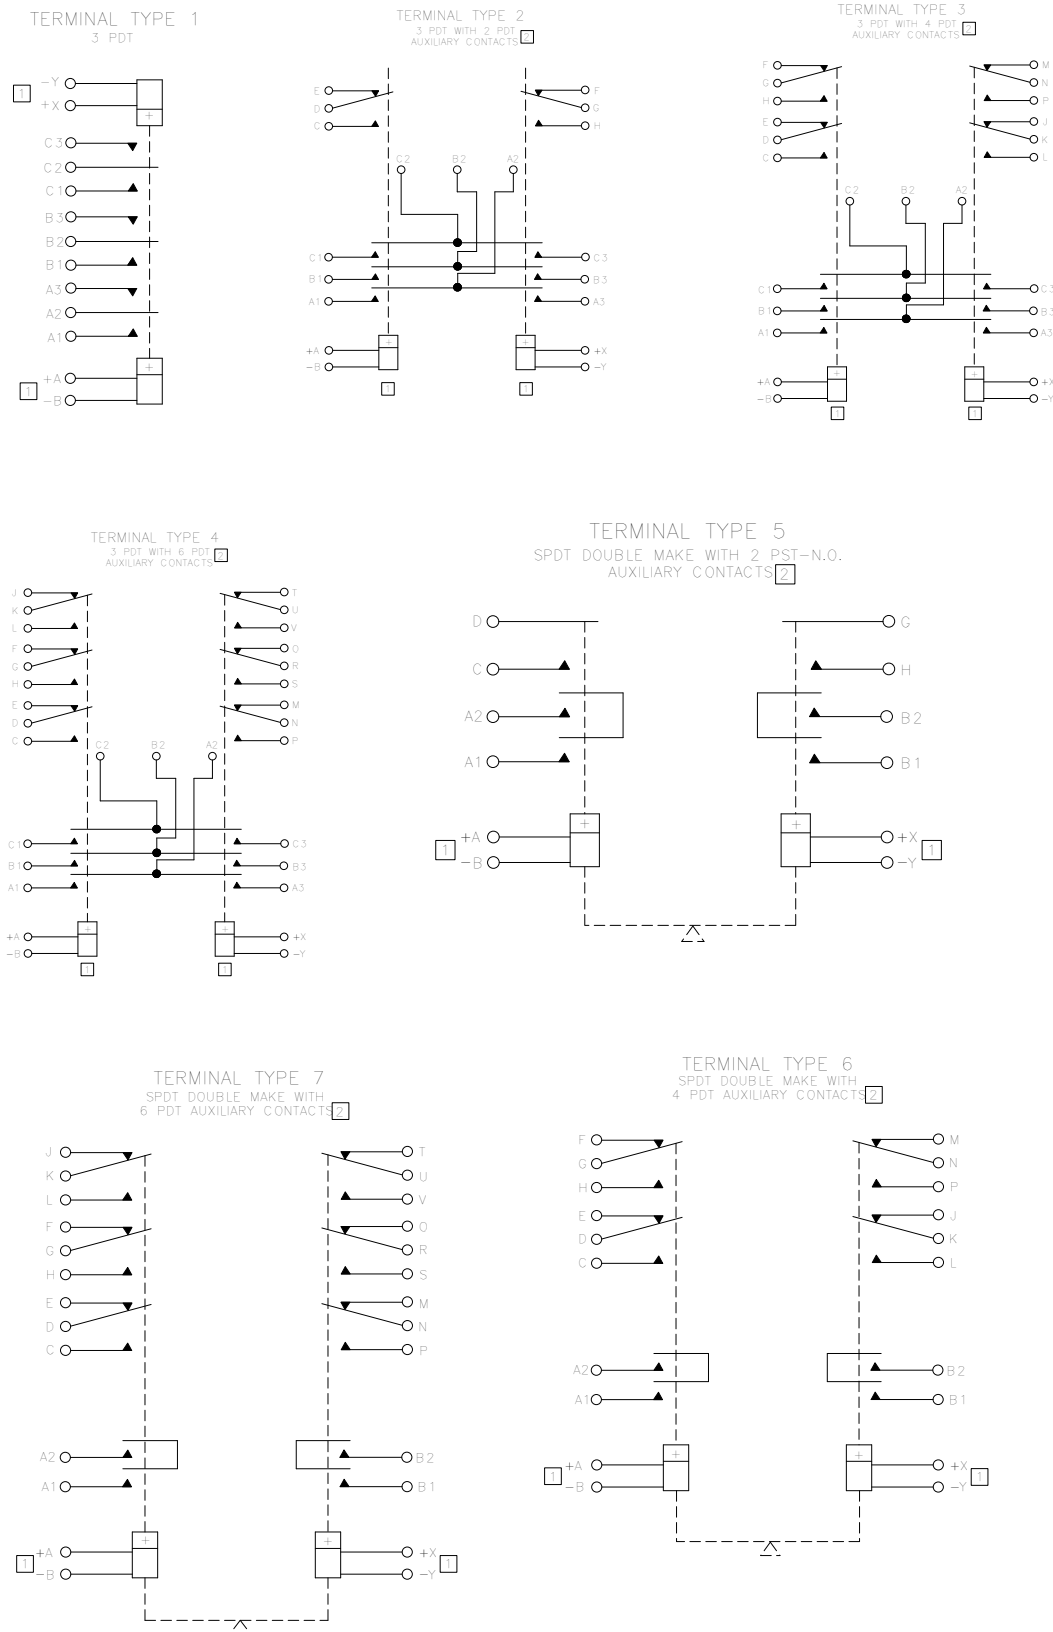 TERMINAL TYPE 1
3 PDT
-Y
1
+X
+
C3
C2
C1
B3
B2
B1
A3
A2
A1
+
+A
1
-B
TERMINAL TYPE 2
3 PDT WITH 2 PDT
AUXILIARY CONTACTS 2
E F
D G
C H
C2 B2 A2
C1 C3
B1 B3
A1 A3
+ +
+A +X
-B -Y
1 1
TERMINAL TYPE 3
3 PDT WITH 4 PDT
AUXILIARY CONTACTS 2
F M
G N
H P
E J
D K
C L
C2 B2 A2
C1 C3
B1 B3
A1 A3
+ +
+A +X
-B -Y
1 1
TERMINAL TYPE 4
3 PDT WITH 6 PDT
AUXILIARY CONTACTS 2
J T
K U
L V
F O
G R
H S
E M
D N
C P
C2 B2 A2
C1 C3
B1 B3
A1 A3
+ +
+A +X
-B -Y
1 1
TERMINAL TYPE 5
SPDT DOUBLE MAKE WITH 2 PST-N.O.
AUXILIARY CONTACTS 2
D G
C H
A2 B2
A1 B1
+ +
+A +X
1 1
-B -Y
TERMINAL TYPE 7
SPDT DOUBLE MAKE WITH
6 PDT AUXILIARY CONTACTS 2
J T
K U
L V
F O
G R
H S
E M
D N
C P
A2 B2
A1 B1
+ +
+A +X
1 1
-B -Y
TERMINAL TYPE 6
SPDT DOUBLE MAKE WITH
4 PDT AUXILIARY CONTACTS 2
F M
G N
H P
E J
D K
C L
A2 B2
A1 B1
+ +
+A +X
1 1
-B -Y